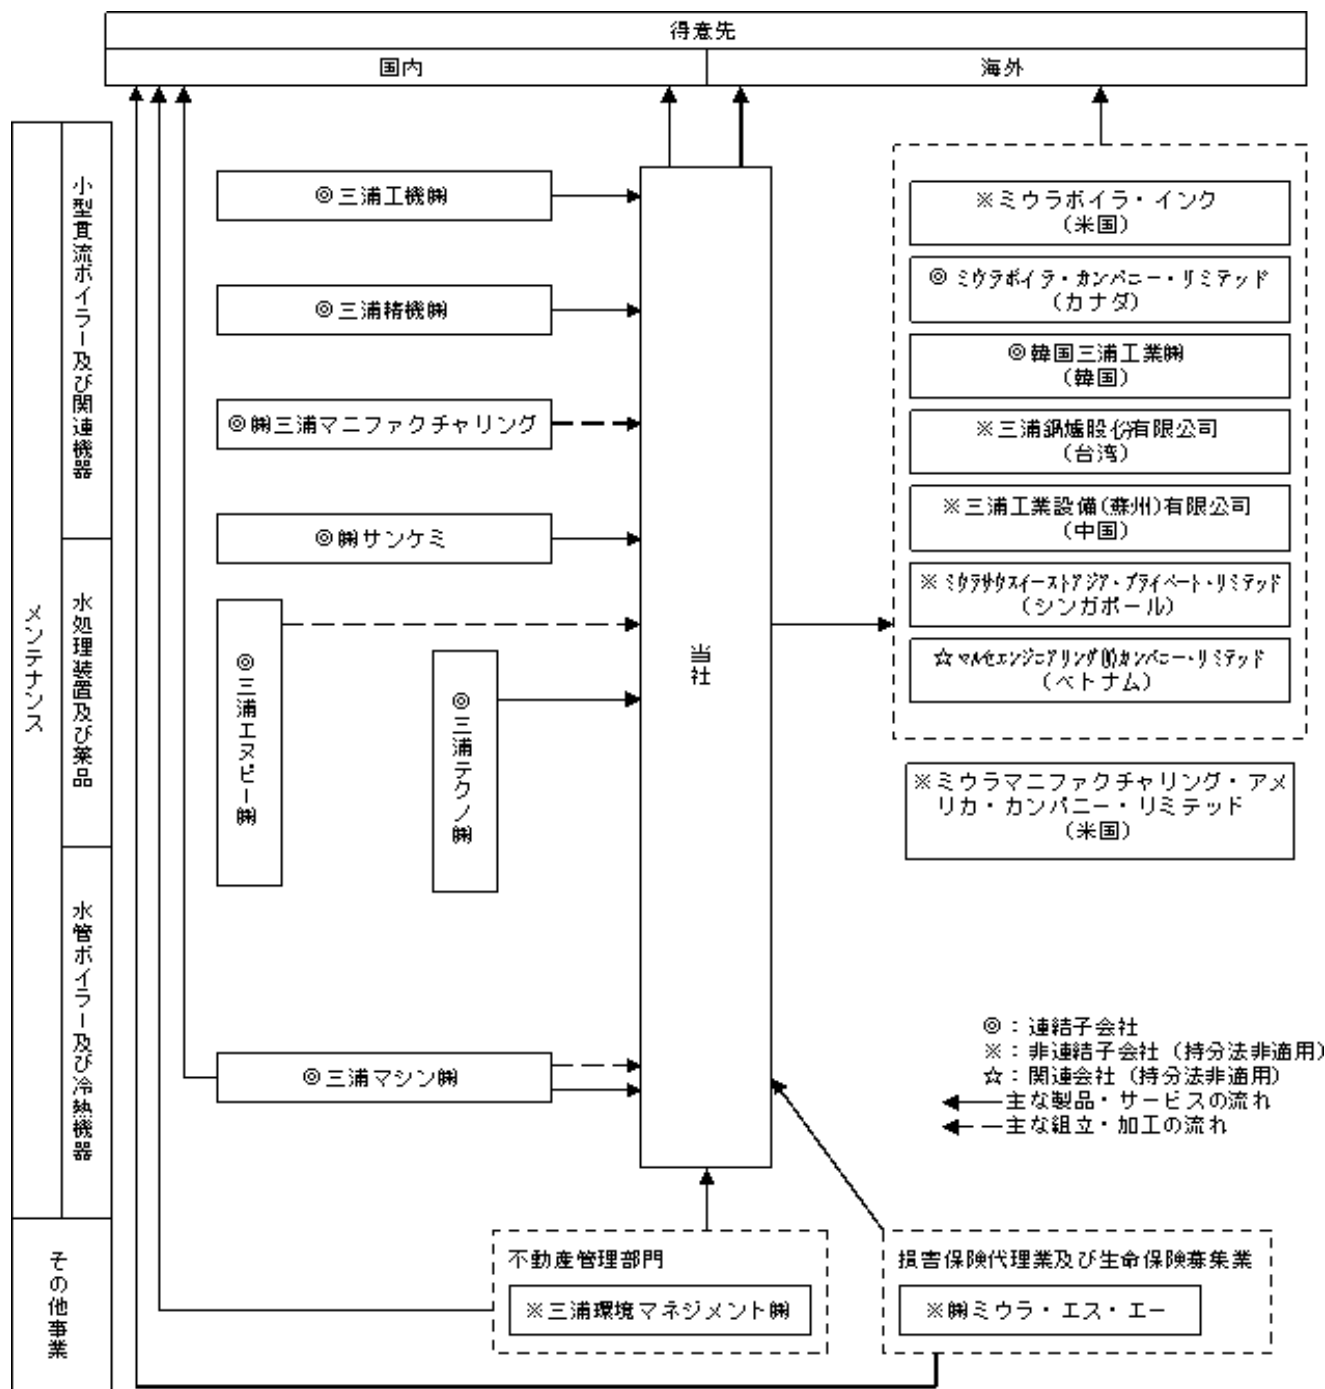 得意先
国内
海外
メンテナンス
小型貫流ボイラー及び関連機器
水処理装置及び薬品
水管ボイラー及び冷熱機器
その他事業
◎三浦工機㈱
◎三浦精機㈱
◎㈱三浦マニファクチャリング
◎㈱サンケミ
◎三浦エヌピー㈱
◎三浦テクノ㈱
◎三浦マシン㈱
当社
※ミウラボイラ・インク
(米国)
◎ミウラボイラ・カンパニー・リミテッド
(カナダ)
◎韓国三浦工業㈱
(韓国)
※三浦鍋爐股份有限公司
(台湾)
※三浦工業設備(蘇州)有限公司
(中国)
※ミウラサウスイーストアジア・プライベート・リミテッド
(シンガポール)
☆マルセエンジニアリング カンパニー・リミテッド
(ベトナム)
※ミウラマニファクチャリング・アメ
リカ・カンパニー・リミテッド
(米国)
◎：連結子会社
※：非連結子会社（持分法非適用）
☆：関連会社（持分法非適用）
主な製品・サービスの流れ
主な組立・加工の流れ
不動産管理部門
※三浦環境マネジメント㈱
損害保険代理業及び生命保険募集業
※㈱ミウラ・エス・エー